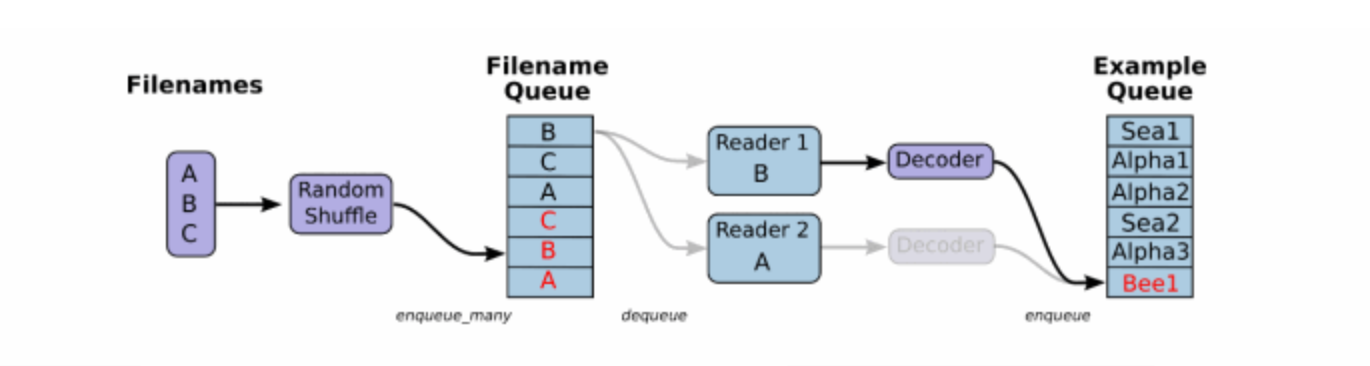 Filenames
A
B
C
Random
Shuffle
Filename
Queue
B
C
A
C
B
A
enqueue_many
dequeue
Reader 1
B
Reader 2
A
Decoder
Decoder
enqueue
Example
Queue
Sea1
Alpha1
Alpha2
Sea2
Alpha3
Bee1